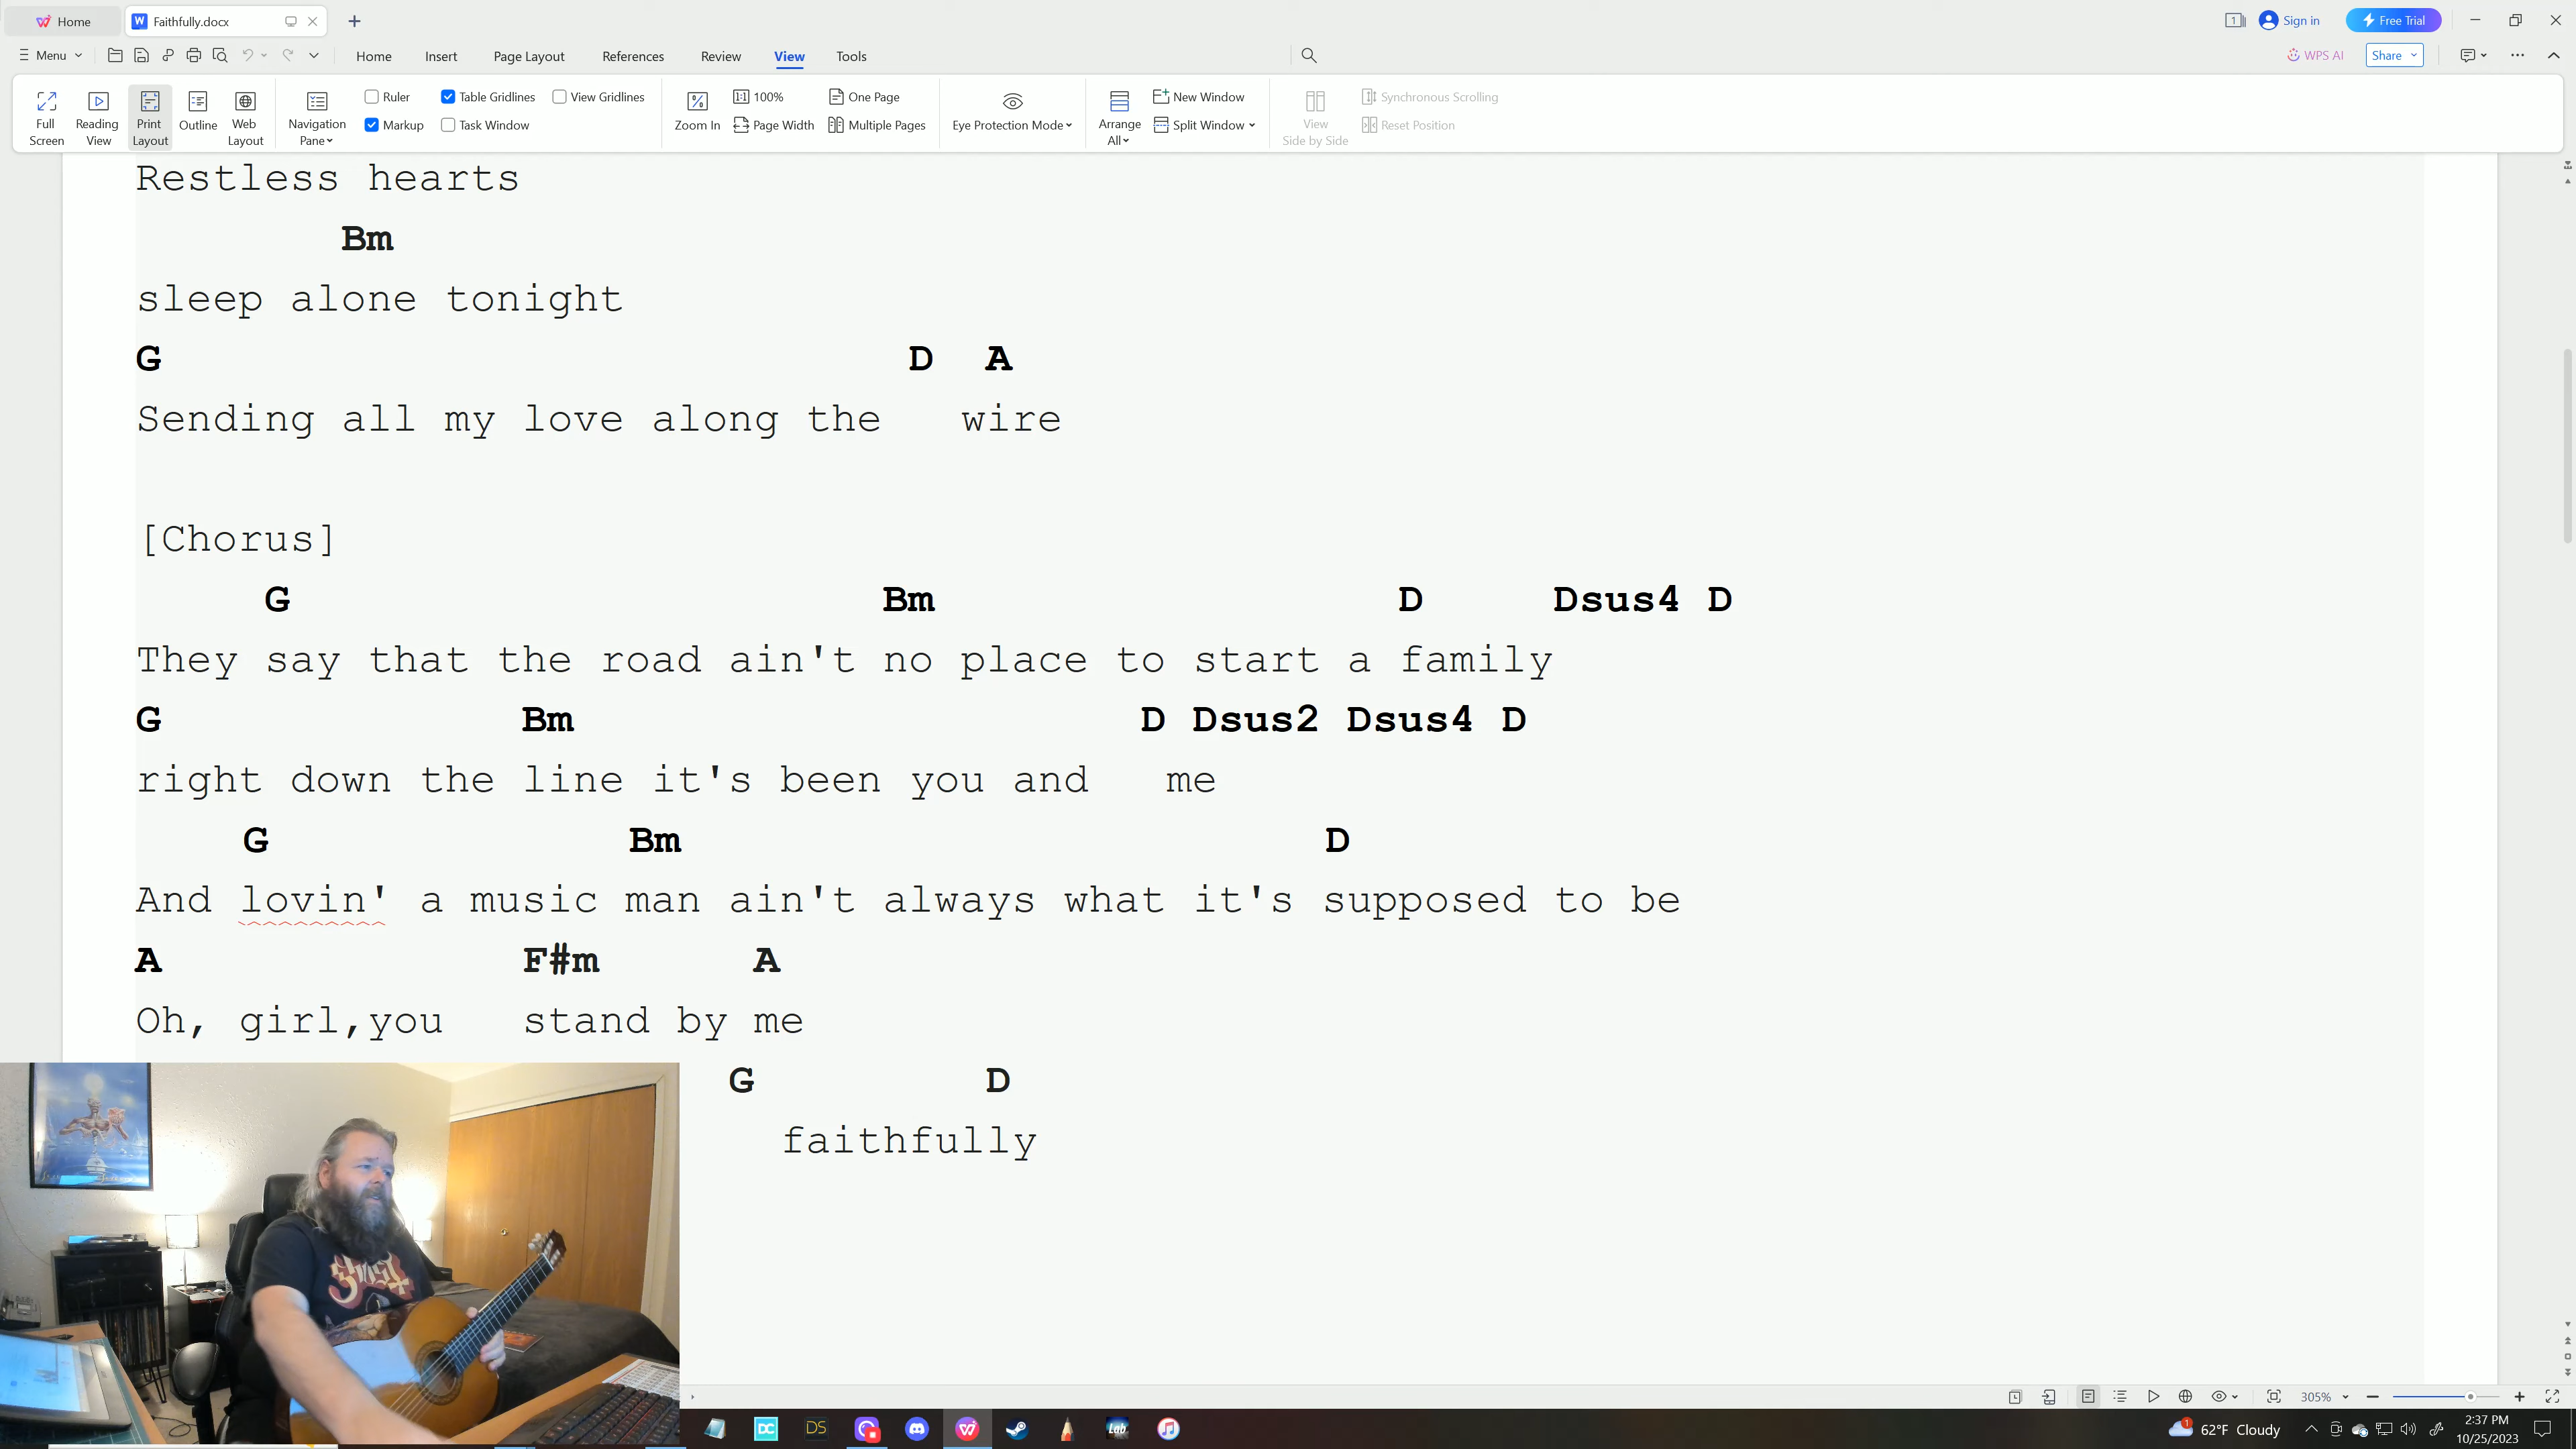 Home
Faithfully.docx
1
Sign in
Free Trial
Menu
Home Insert Page Layout References Review View Tools
WPS AI
Share
Full Screen
Reading View
Print Layout
Outline
Web Layout
Navigation Pane
Ruler
Markup
Table Gridlines
Task Window
View Gridlines
Zoom In
100%
Page Width
One Page
Multiple Pages
Eye Protection Mode
Arrange All
New Window
Split Window
View Side by Side
Synchronous Scrolling
Reset Position
Restless hearts
Bm
sleep alone tonight
G D A
Sending all my love along the wire
[Chorus]
G Bm D Dsus4 D
They say that the road ain't no place to start a family
G Bm D Dsus2 Dsus4 D
right down the line it's been you and me
G Bm D
And lovin' a music man ain't always what it's supposed to be
A F#m A
Oh, girl,you stand by me
G D
faithfully
Ghost
305%
DC
DS
Lab
1
62°F Cloudy
2:37 PM
10/25/2023